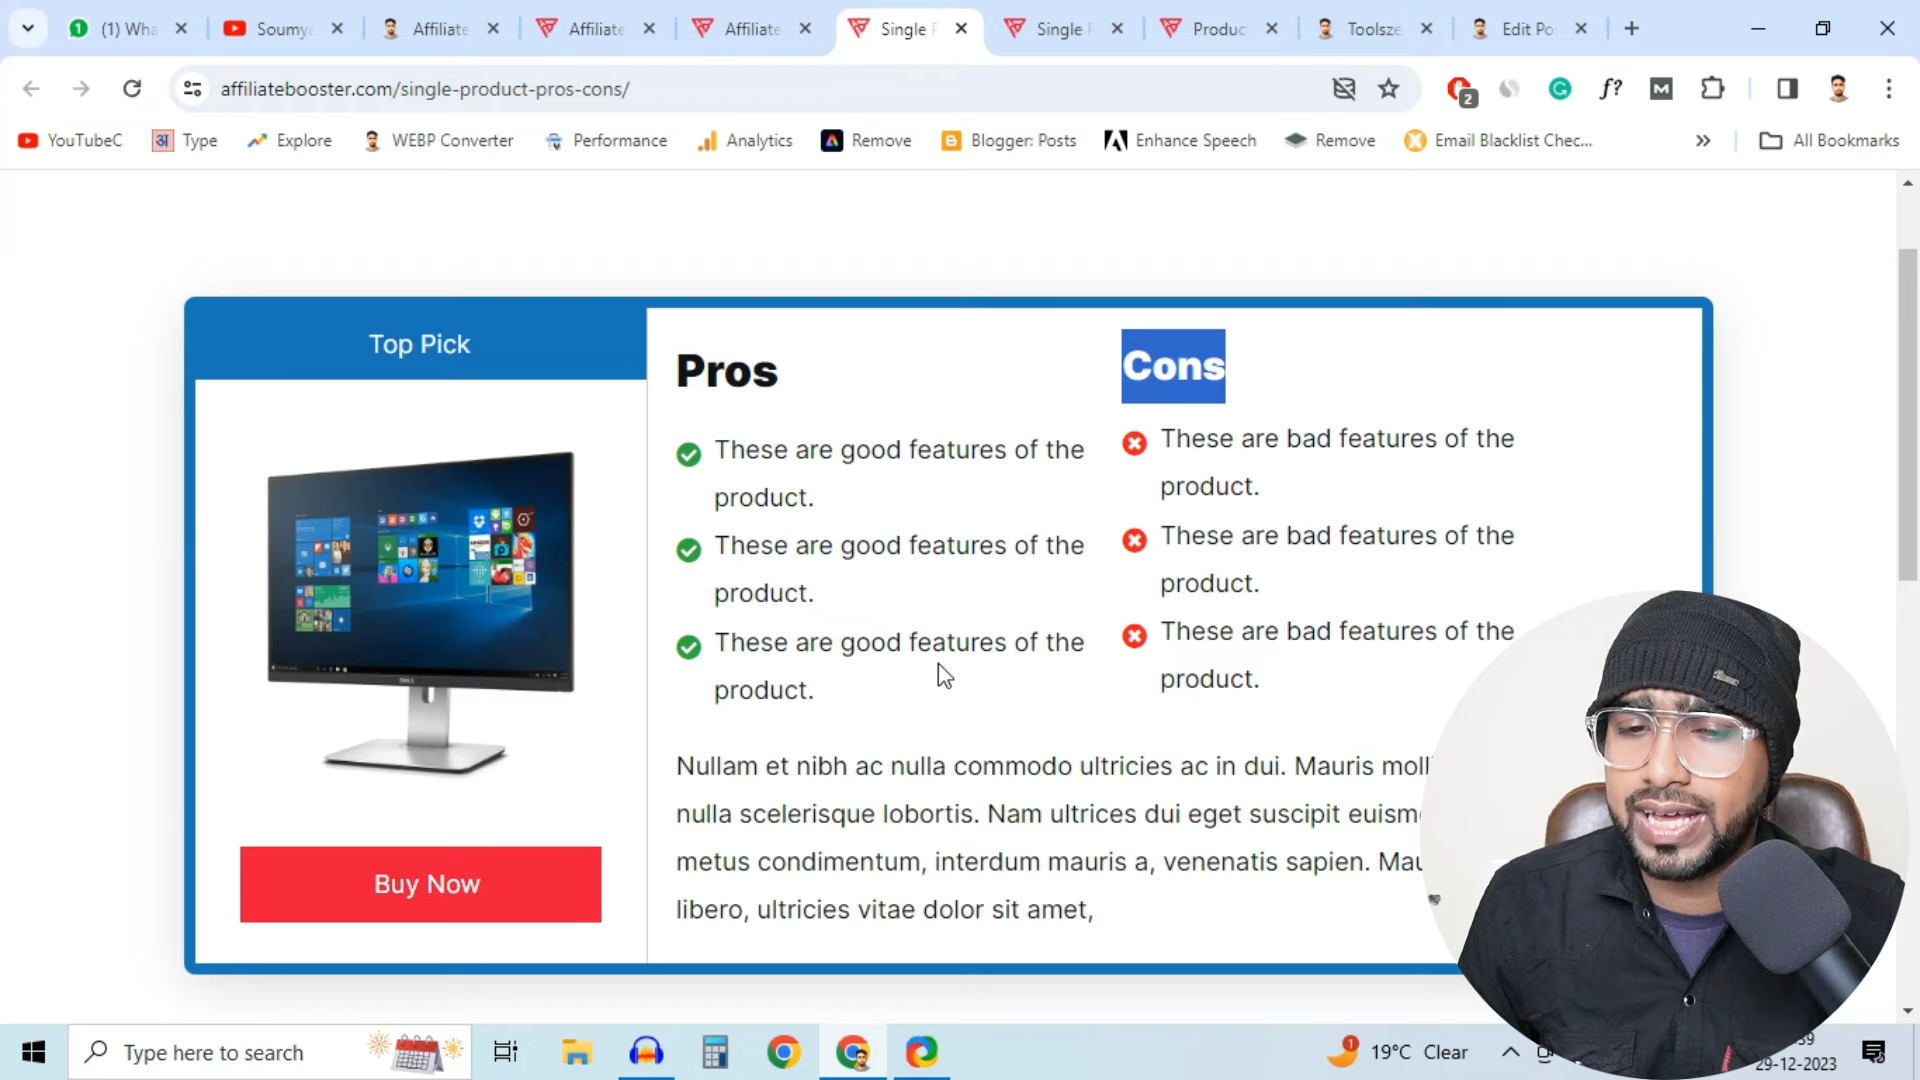 (1) Wha
Soumya
Affiliate
Affiliate
Affiliate
Single P
Single P
Produc
Toolsze
Edit Po
affiliatebooster.com/single-product-pros-cons/
2
f?
YouTubeC
Type
Explore
WEBP Converter
Performance
Analytics
Remove
Blogger: Posts
Enhance Speech
Remove
Email Blacklist Chec...
All Bookmarks
Top Pick
Pros
Cons
These are good features of the
product.
These are good features of the
product.
These are good features of the
product.
These are bad features of the
product.
These are bad features of the
product.
These are bad features of the
product.
Nullam et nibh ac nulla commodo ultricies ac in dui. Mauris moll
nulla scelerisque lobortis. Nam ultrices dui eget suscipit euism
metus condimentum, interdum mauris a, venenatis sapien. Mau
libero, ultricies vitae dolor sit amet,
Buy Now
Type here to search
1
19°C Clear
39
29-12-2023